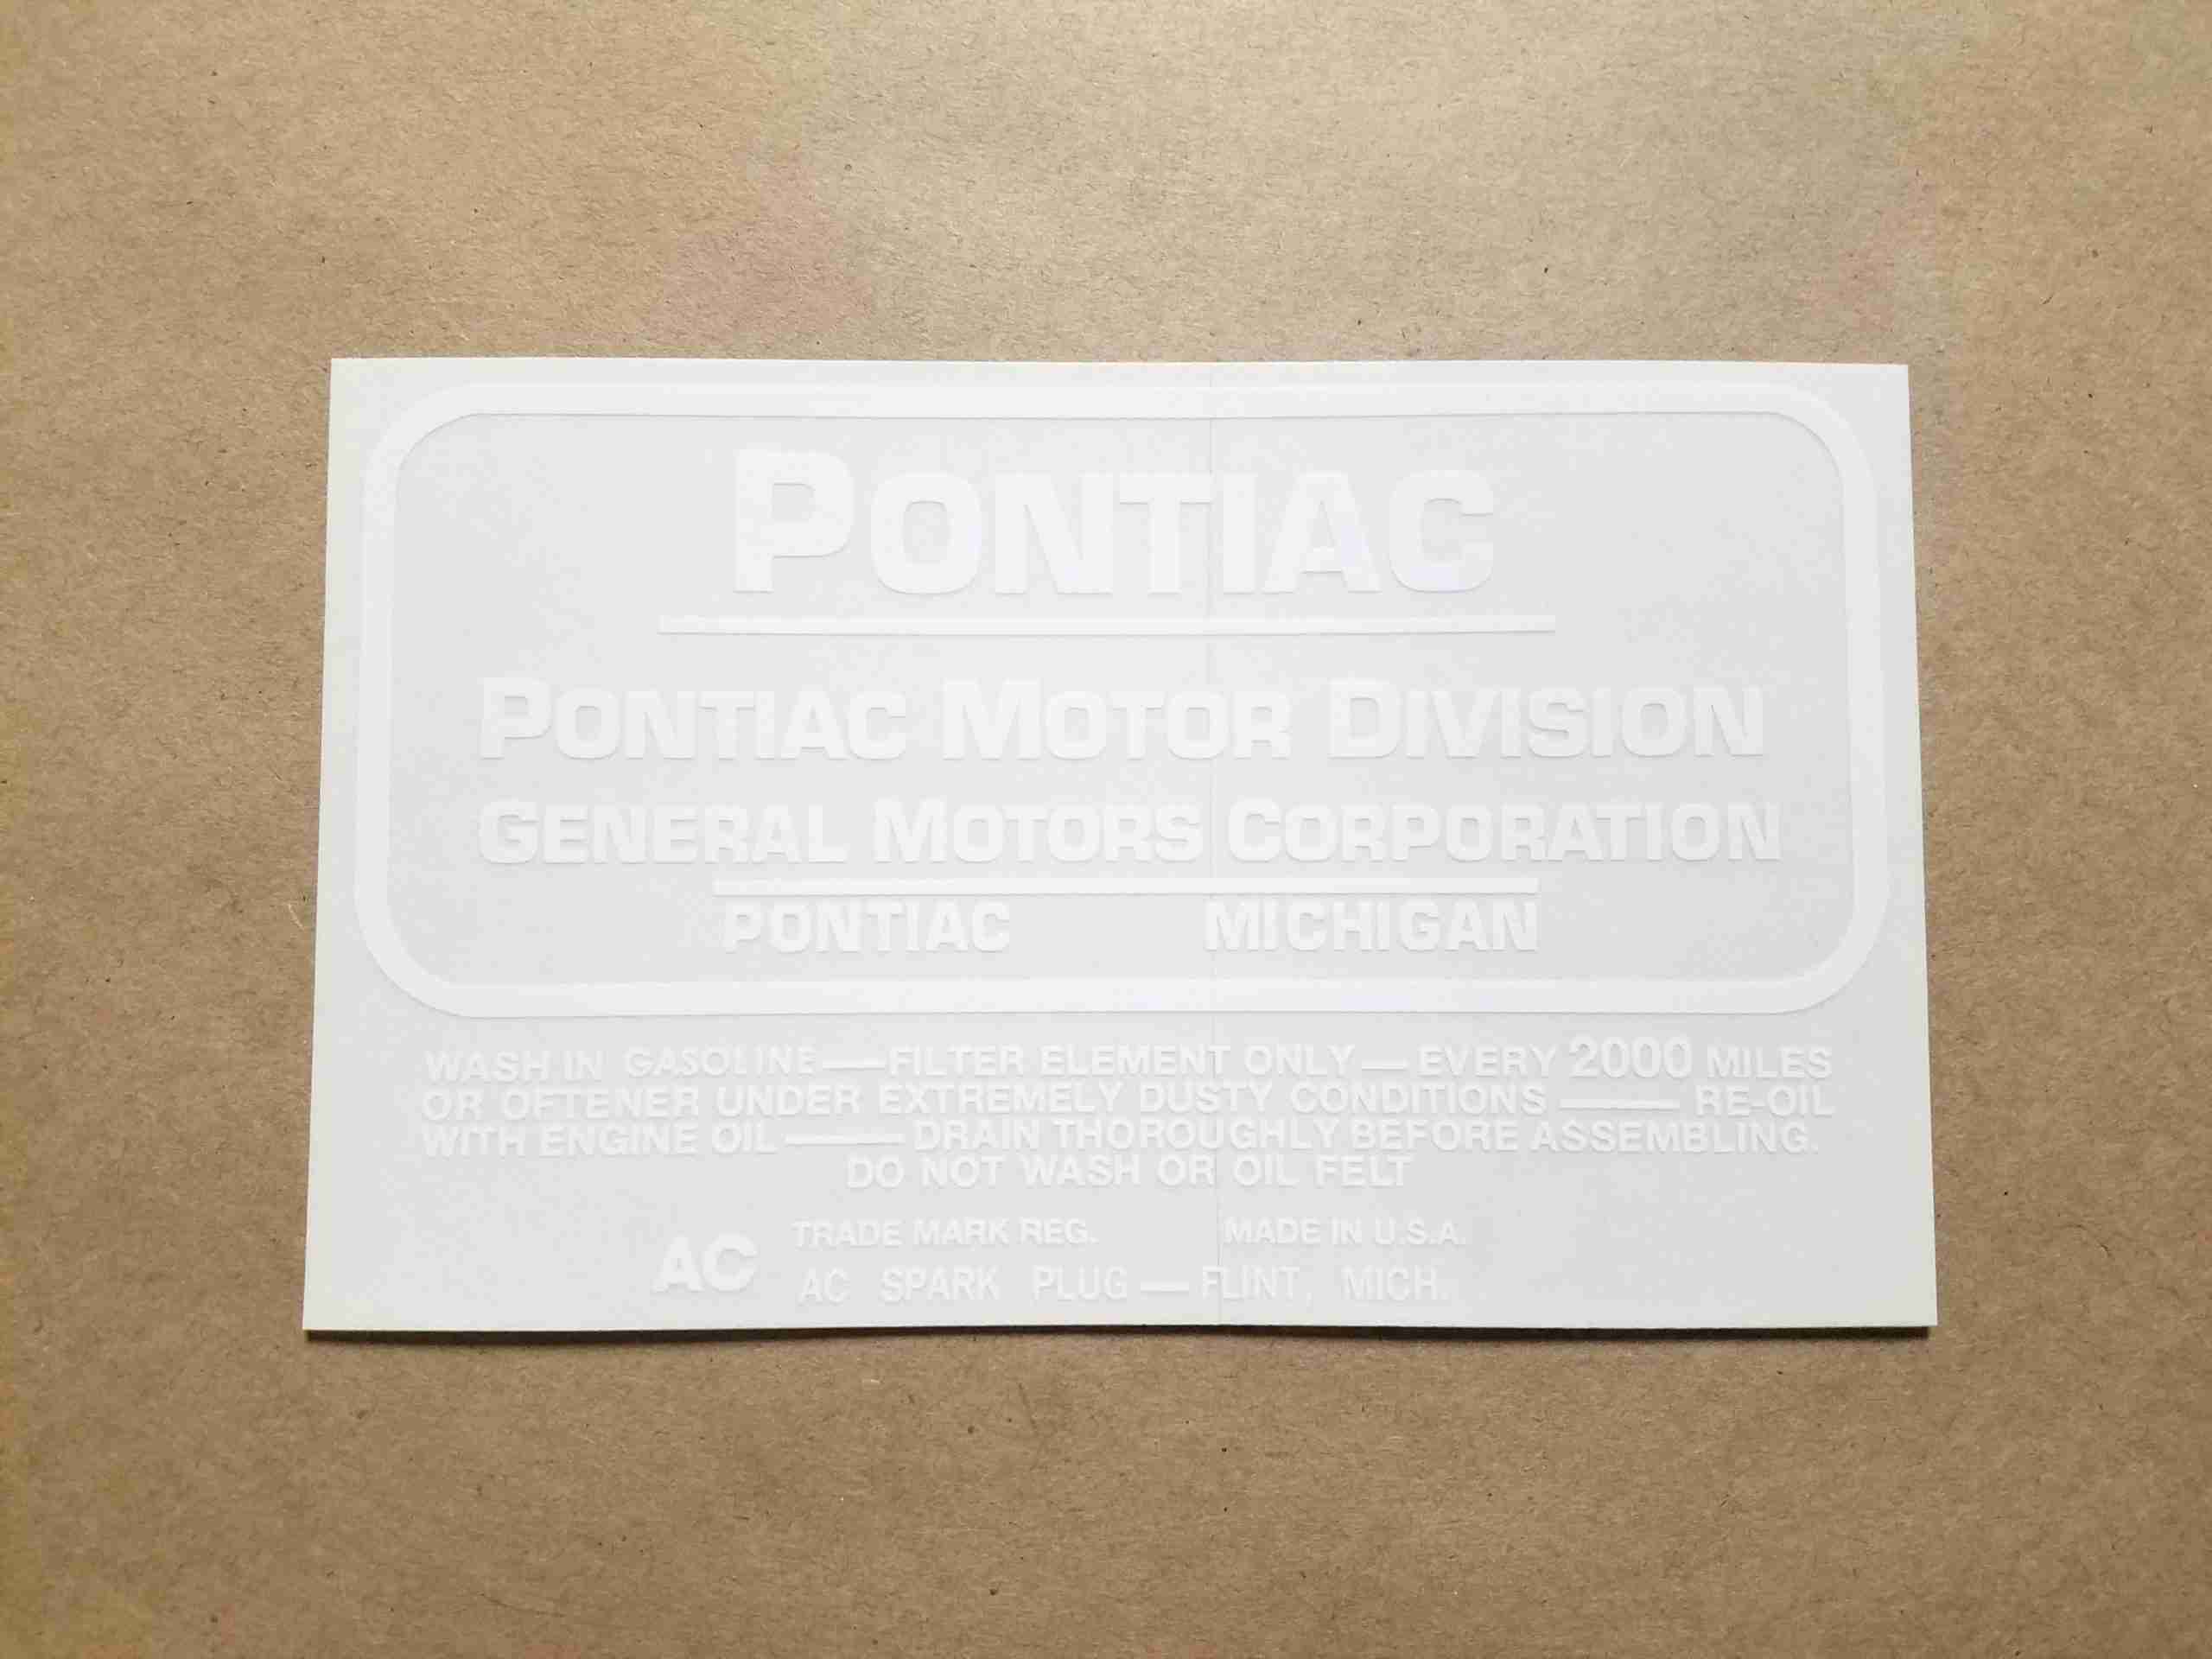 PONTIAC
PONTIAC MOTOR DIVISION
GENERAL MOTORS CORPORATION
PONTIAC MICHIGAN
WASH IN GASOLINE — FILTER ELEMENT ONLY — EVERY 2000 MILES
OR OFTENER UNDER EXTREMELY DUSTY CONDITIONS — RE-OIL
WITH ENGINE OIL — DRAIN THOROUGHLY BEFORE ASSEMBLING.
DO NOT WASH OR OIL FELT
TRADE MARK REG. MADE IN U.S.A.
AC AC SPARK PLUG — FLINT, MICH.